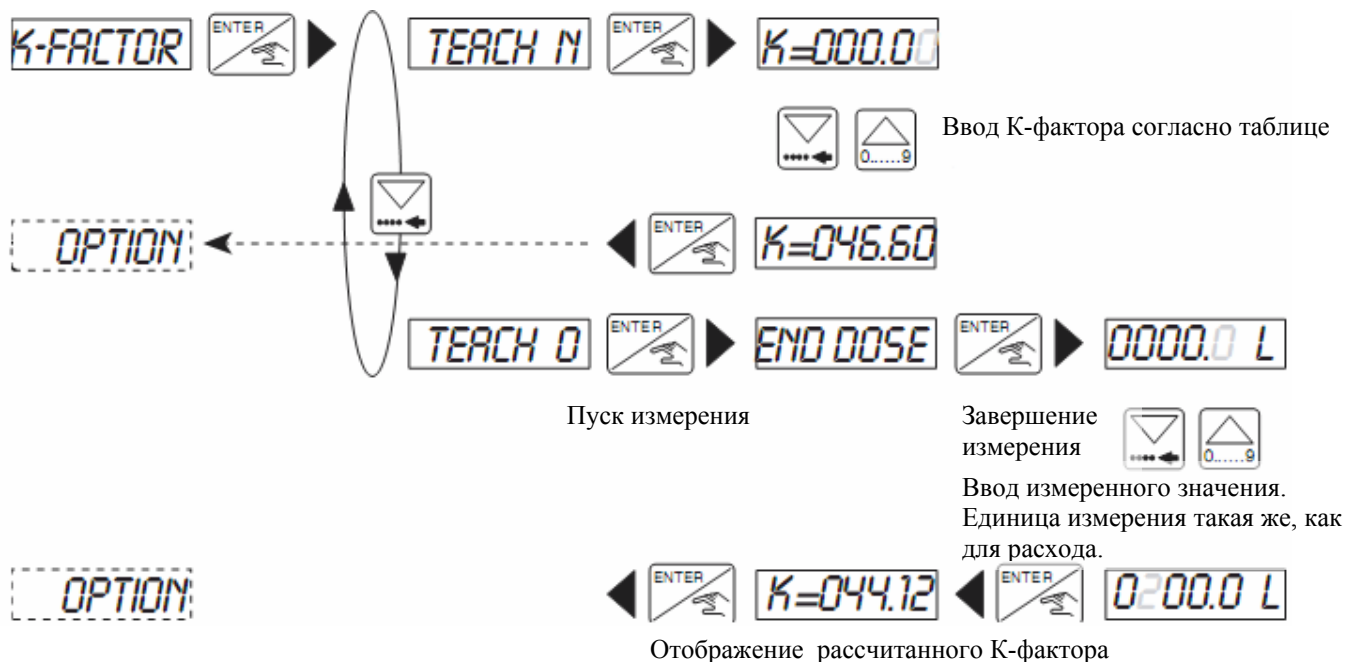 K-FACTOR ENTER TEACH N ENTER K=000.00
0......9 Ввод К-фактора согласно таблице
OPTION ENTER K=046.60
TEACH O ENTER END DOSE ENTER 0000.0 L
Пуск измерения
Завершение
измерения
0......9
Ввод измеренного значения.
Единица измерения такая же, как
для расхода.
OPTION ENTER K=044.12 ENTER 0200.0 L
Отображение рассчитанного К-фактора